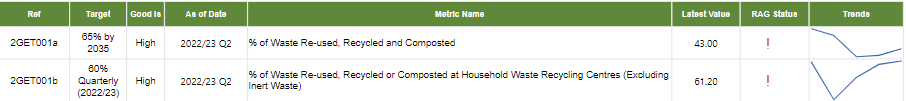 Ref Target Good Is As of Date Metric Name Latest Value RAG Status Trends
2GET001a 65% by 2035 High 2022/23 Q2 % of Waste Re-used, Recycled and Composted 43.00 !
2GET001b 60% Quarterly (2022/23) High 2022/23 Q2 % of Waste Re-used, Recycled or Composted at Household Waste Recycling Centres (Excluding Inert Waste) 61.20 !